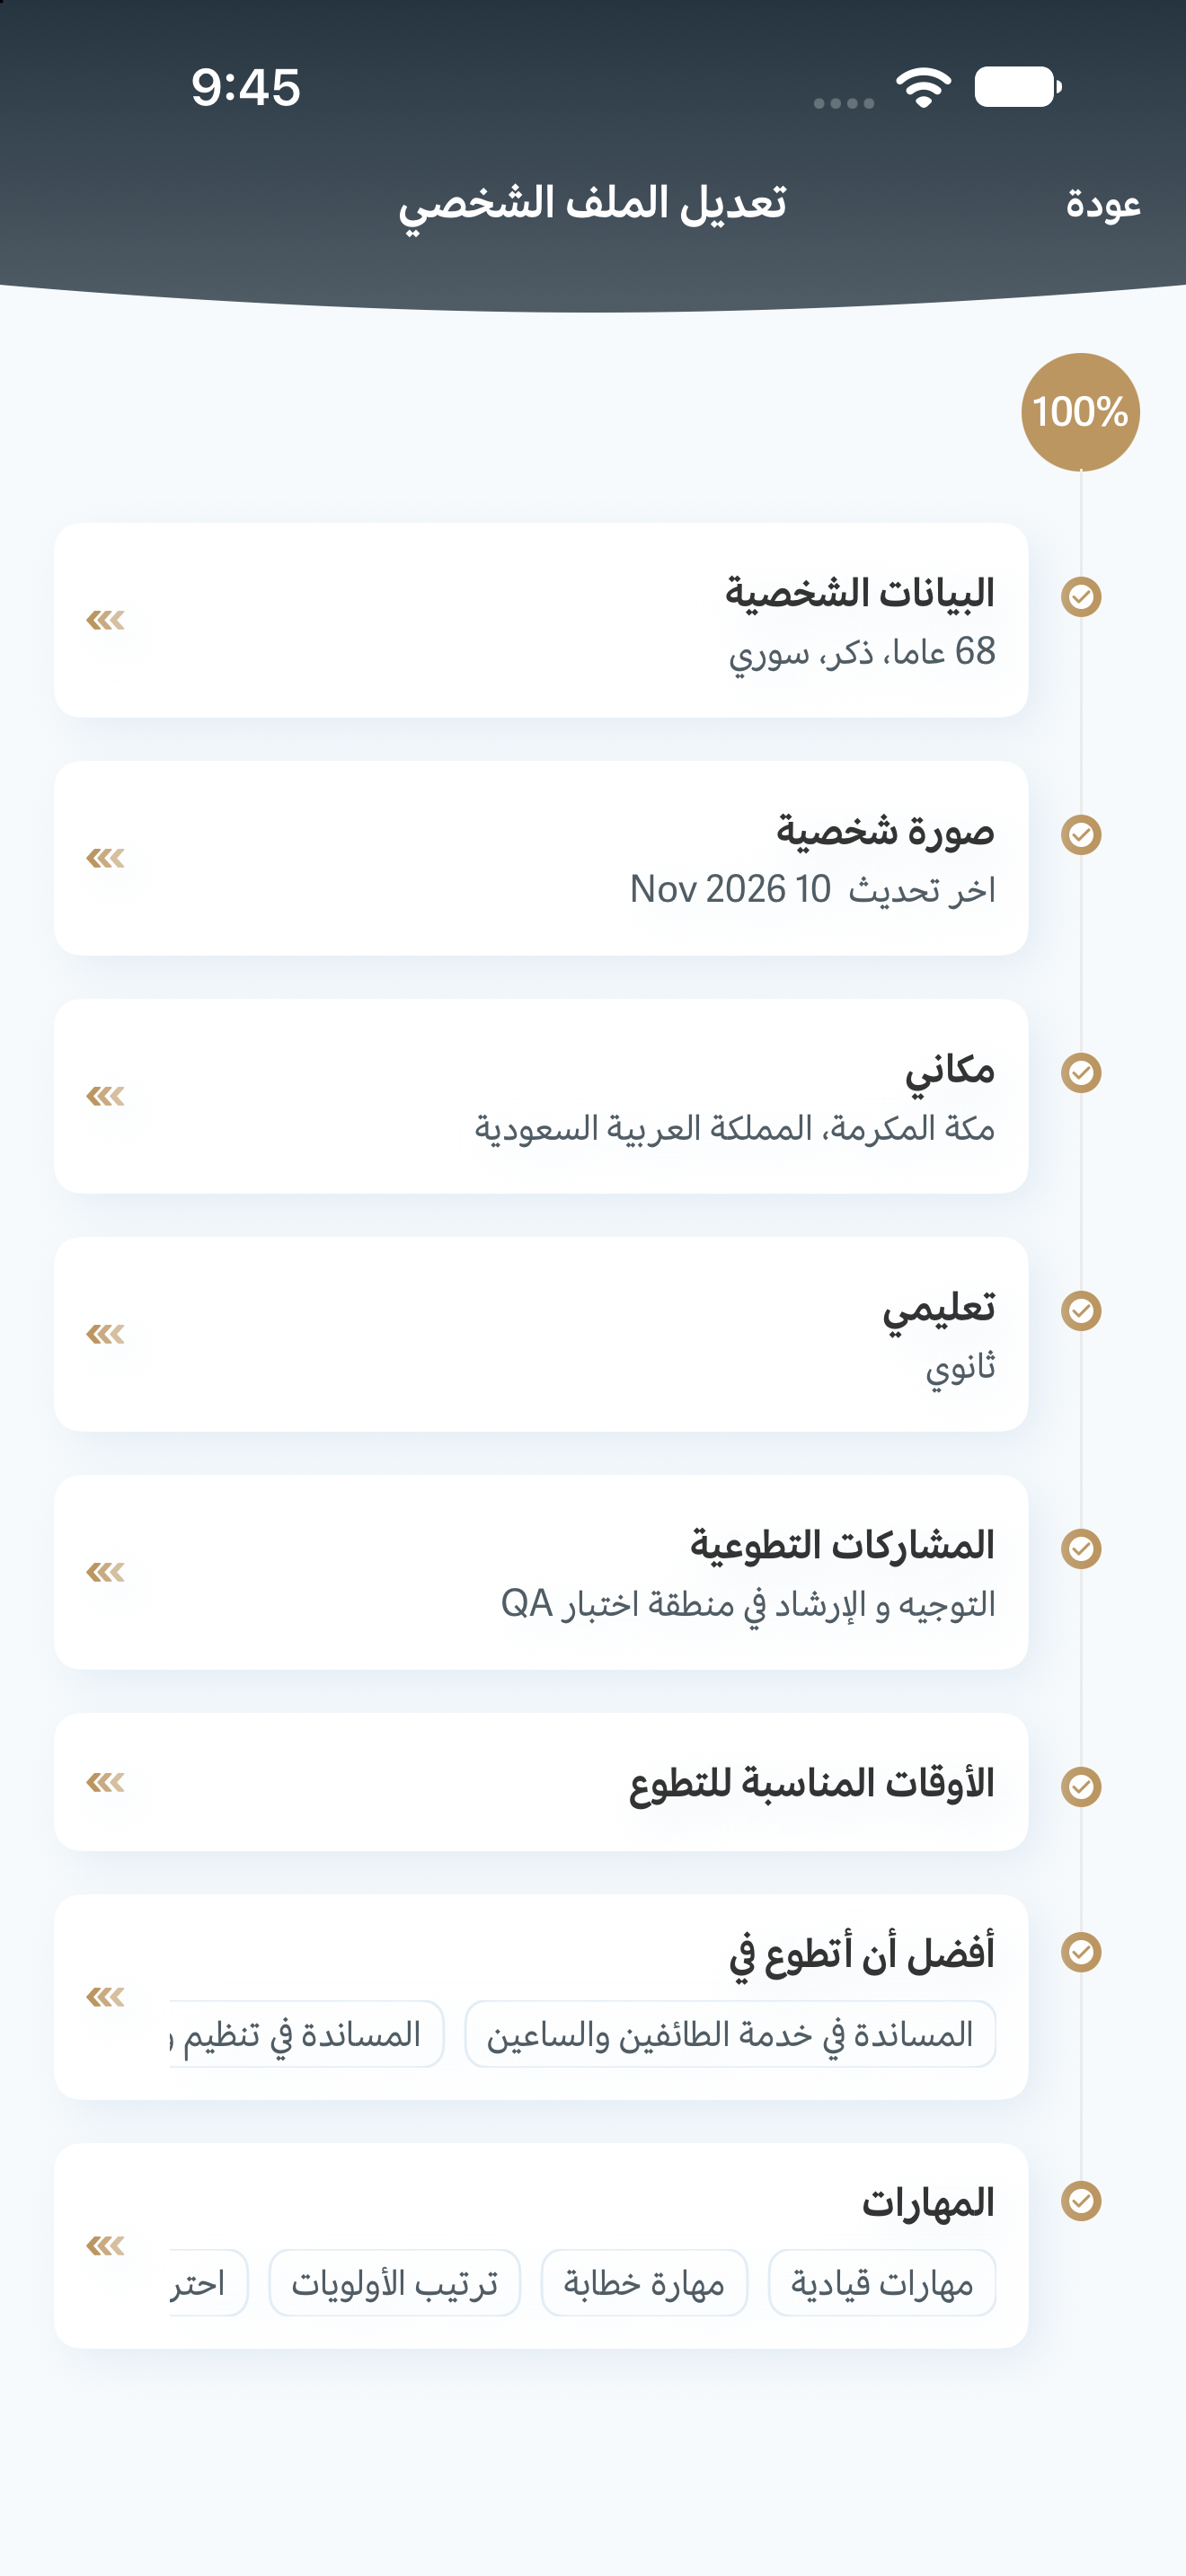 9:45
عودة
تعديل الملف الشخصي
100%
البيانات الشخصية
68 عاما، ذكر، سوري
صورة شخصية
اخر تحديث 10 Nov 2026
مكاني
مكة المكرمة، المملكة العربية السعودية
تعليمي
ثانوي
المشاركات التطوعية
التوجيه و الإرشاد في منطقة اختبار QA
الأوقات المناسبة للتطوع
أفضل أن أتطوع في
المساندة في خدمة الطائفين والساعين
المساندة في تنظيم
المهارات
مهارات قيادية
مهارة خطابة
ترتيب الأولويات